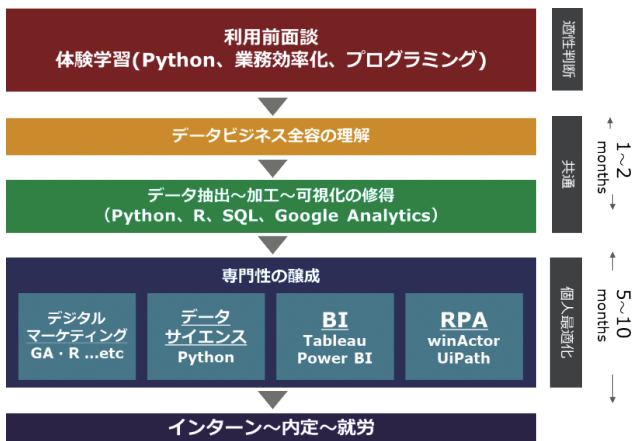 利用前面談
体験学習(Python、業務効率化、プログラミング)
適性判断
データビジネス全容の理解
データ抽出～加工～可視化の修得
（Python、R、SQL、Google Analytics）
共通
1～2
months
専門性の醸成
デジタル
マーケティング
GA・R ...etc
データ
サイエンス
Python
BI
Tableau
Power BI
RPA
winActor
UiPath
個人最適化
5～10
months
インターン～内定～就労